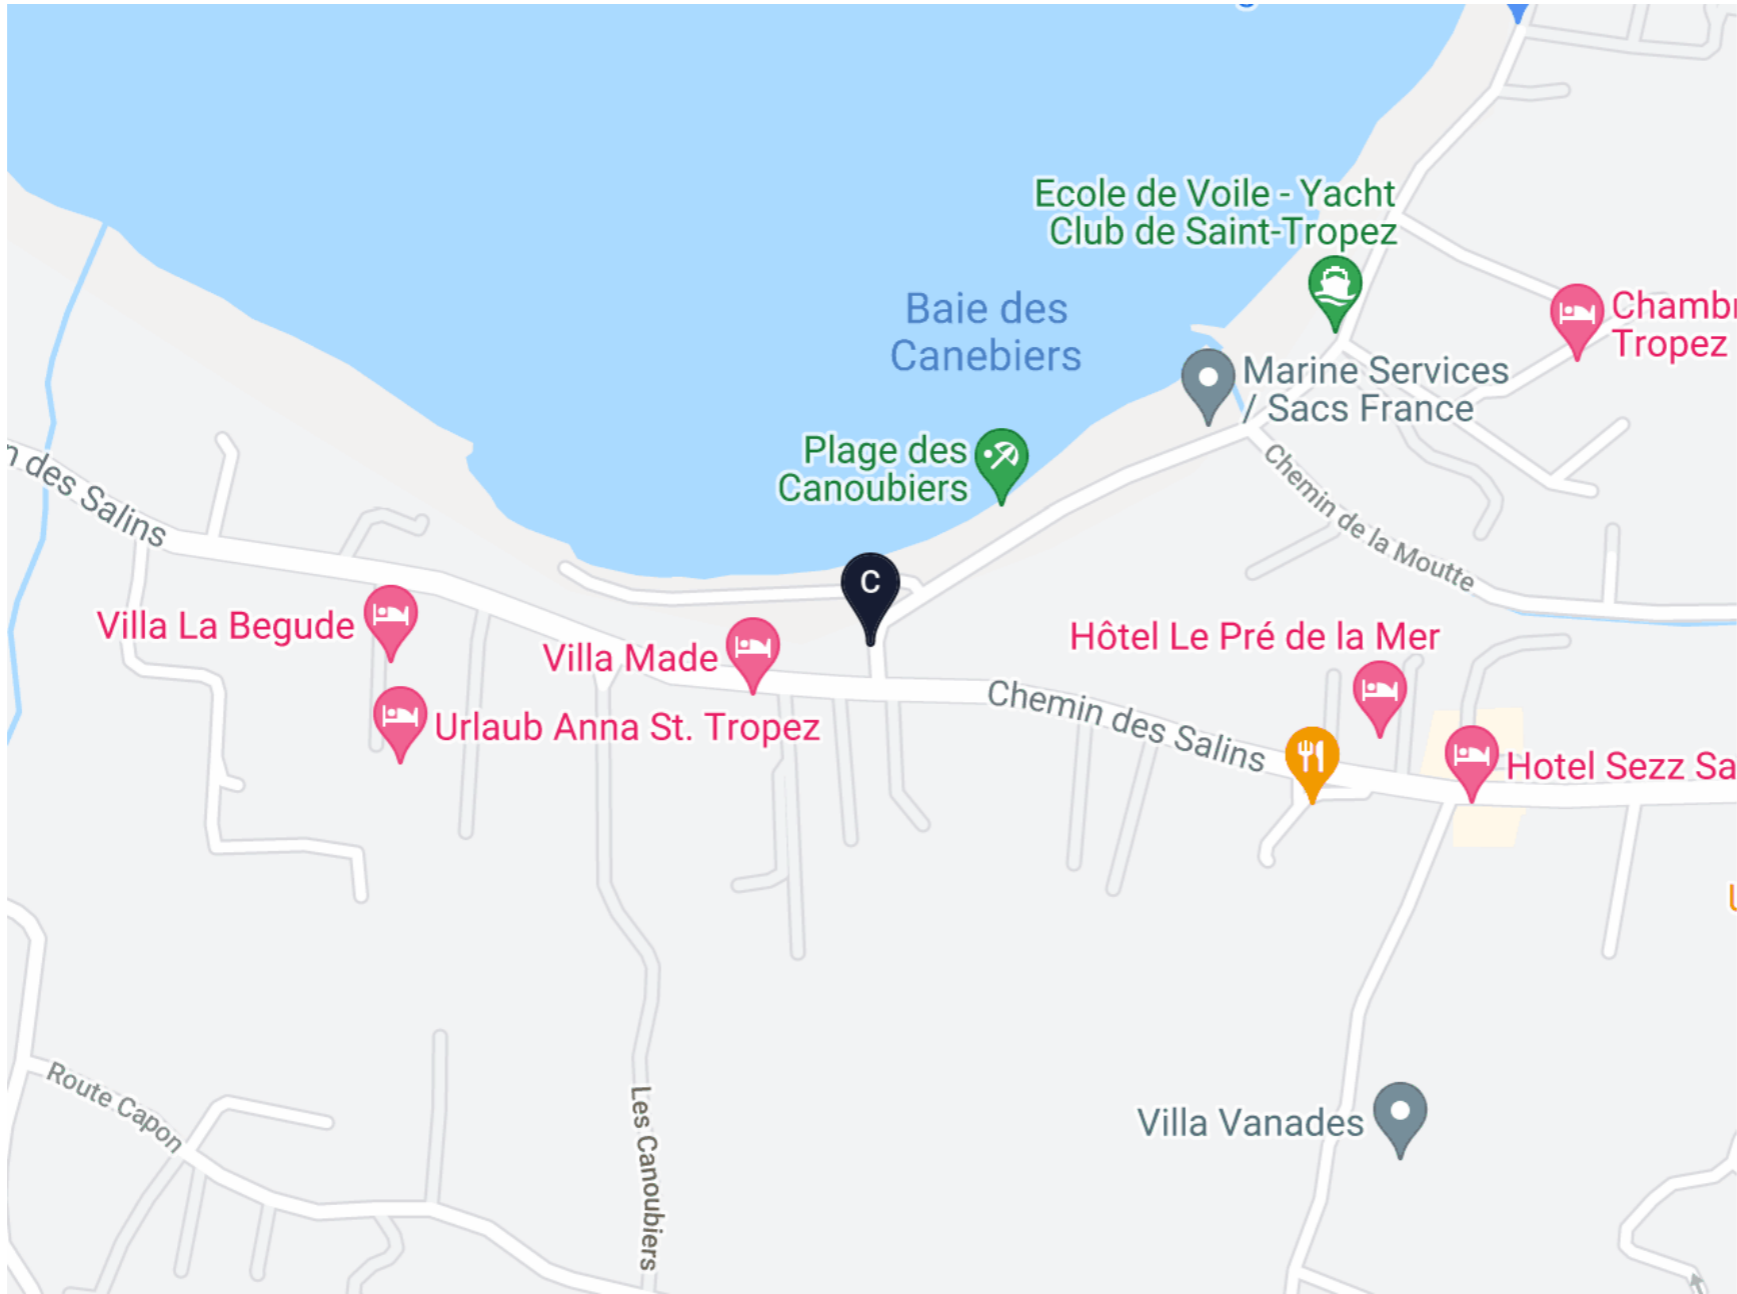 Ecole de Voile - Yacht
Club de Saint-Tropez
Baie des
Canebiers
Chambr
Tropez
Marine Services
/ Sacs France
Plage des
Canoubiers
n des Salins
Chemin de la Moutte
C
Villa La Begude
Villa Made
Hôtel Le Pré de la Mer
Urlaub Anna St. Tropez
Chemin des Salins
Hotel Sezz Sa
Route Capon
Les Canoubiers
Villa Vanades